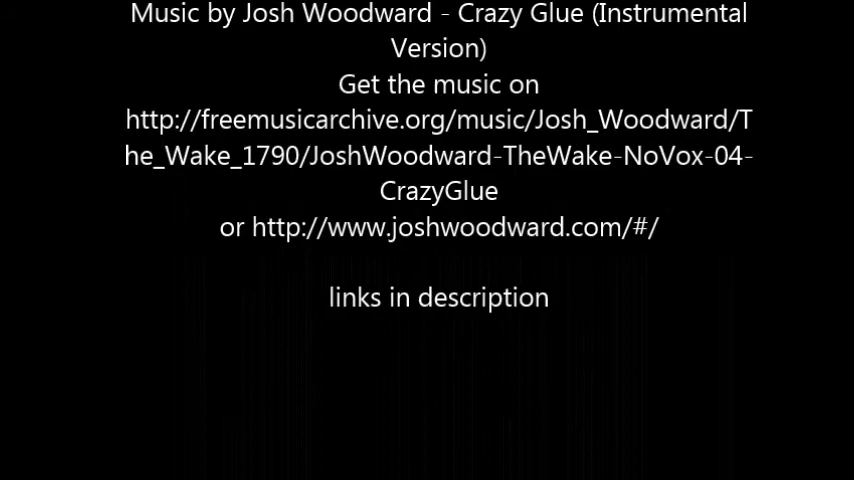 Music by Josh Woodward - Crazy Glue (Instrumental
Version)
Get the music on
http://freemusicarchive.org/music/Josh_Woodward/T
he_Wake_1790/JoshWoodward-TheWake-NoVox-04-
CrazyGlue
or http://www.joshwoodward.com/#/
links in description